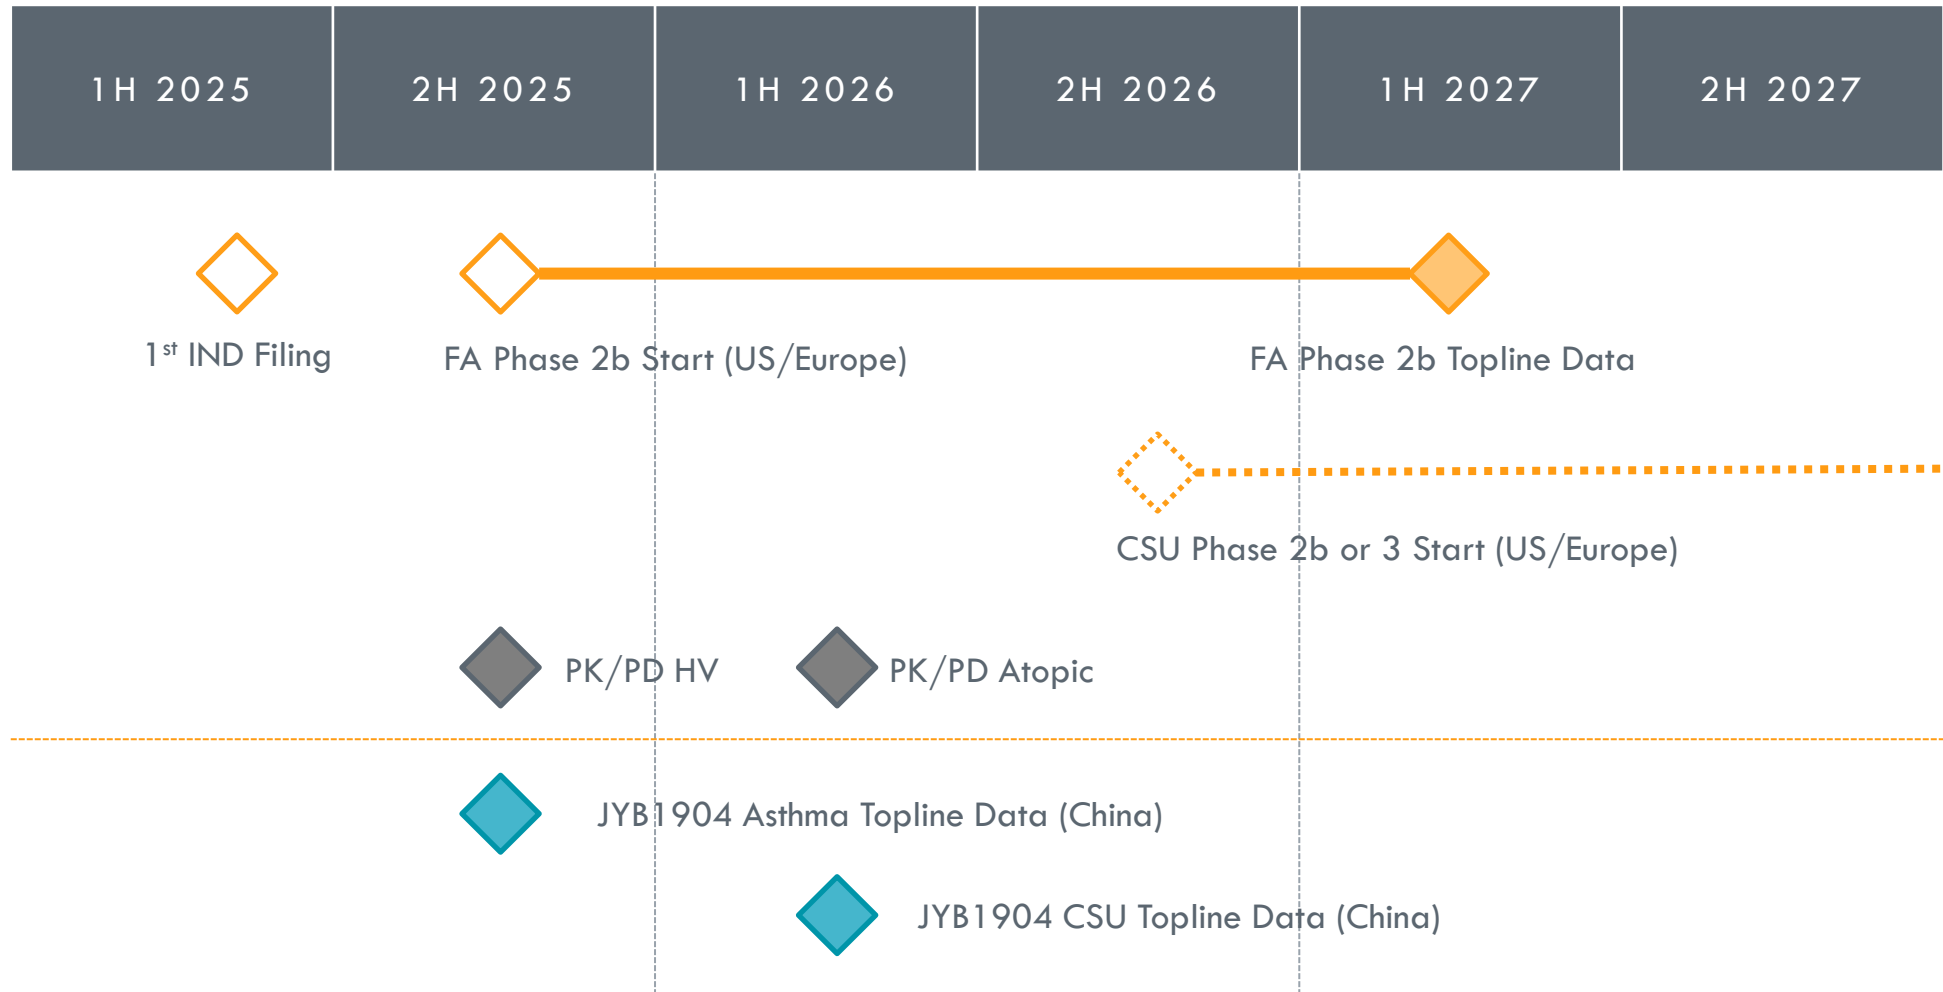 1H 2025
2H 2025
1H 2026
2H 2026
1H 2027
2H 2027
1st IND Filing
FA Phase 2b Start (US/Europe)
FA Phase 2b Topline Data
CSU Phase 2b or 3 Start (US/Europe)
PK/PD HV
PK/PD Atopic
JYB1904 Asthma Topline Data (China)
JYB1904 CSU Topline Data (China)